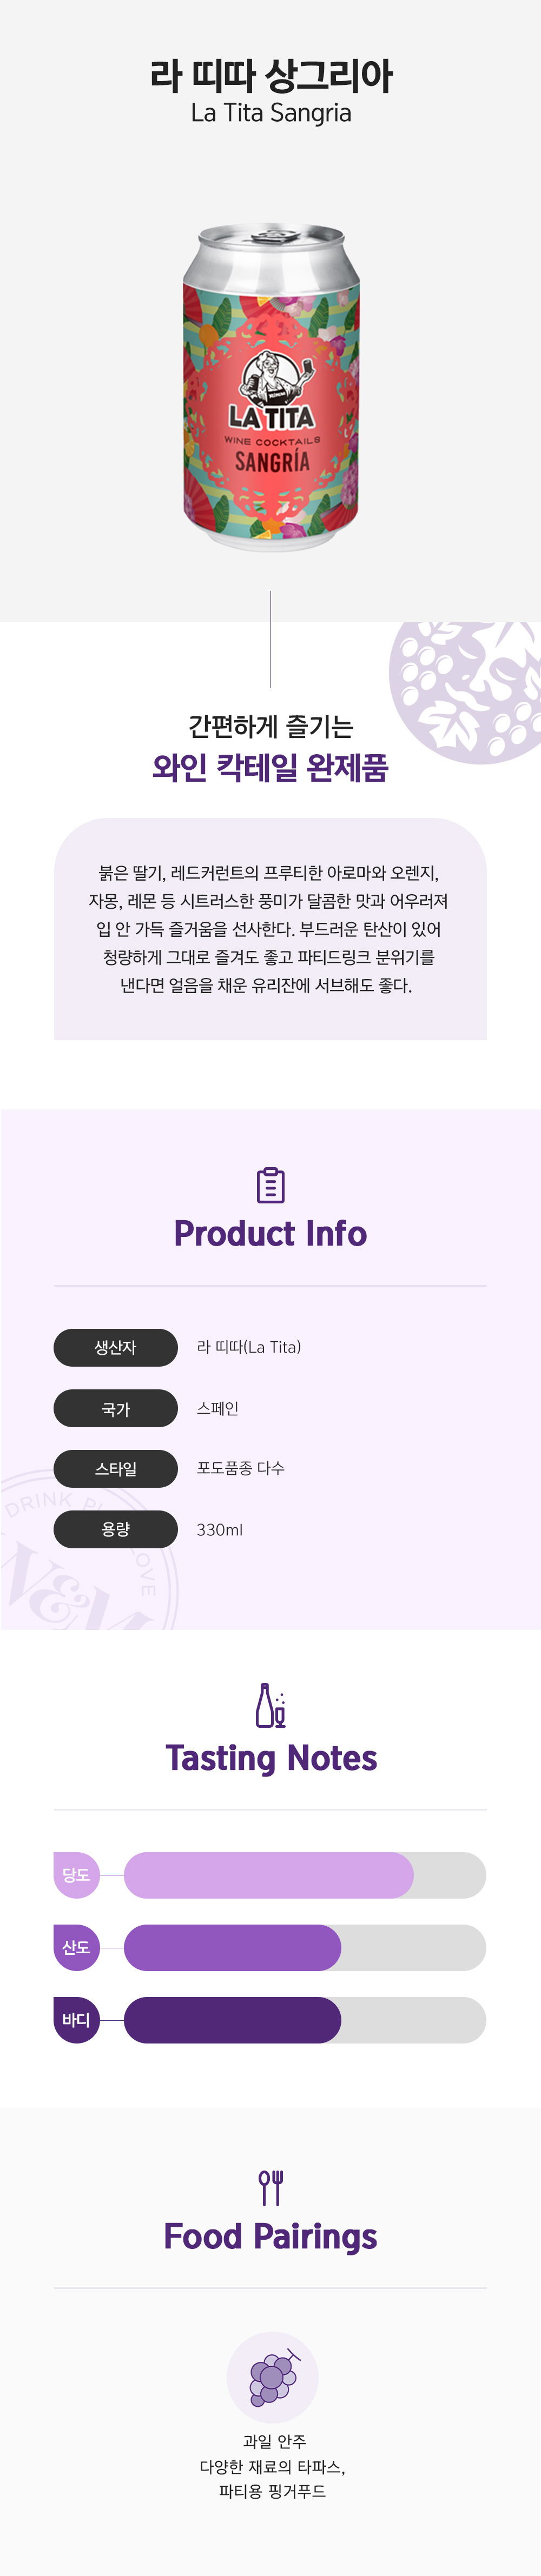 라 띠따 상그리아
La Tita Sangria
LA TITA
WINE COCKTAILS
SANGRÍA
간편하게 즐기는
와인 칵테일 완제품
붉은 딸기, 레드커런트의 프루티한 아로마와 오렌지,
자몽, 레몬 등 시트러스한 풍미가 달콤한 맛과 어우러져
입 안 가득 즐거움을 선사한다. 부드러운 탄산이 있어
청량하게 그대로 즐겨도 좋고 파티드링크 분위기를
낸다면 얼음을 채운 유리잔에 서브해도 좋다.
Product Info
생산자 라 띠따(La Tita)
국가 스페인
스타일 포도품종 다수
용량 330ml
DRINK
LOVE
Tasting Notes
당도
산도
바디
Food Pairings
과일 안주
다양한 재료의 타파스,
파티용 핑거푸드